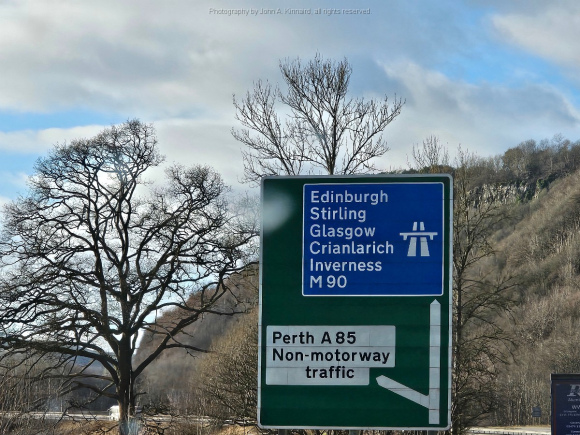 Photography by John A. Kinnaird, all rights reserved.
Edinburgh
Stirling
Glasgow
Crianlarich
Inverness
M 90
Perth A 85
Non-motorway
traffic